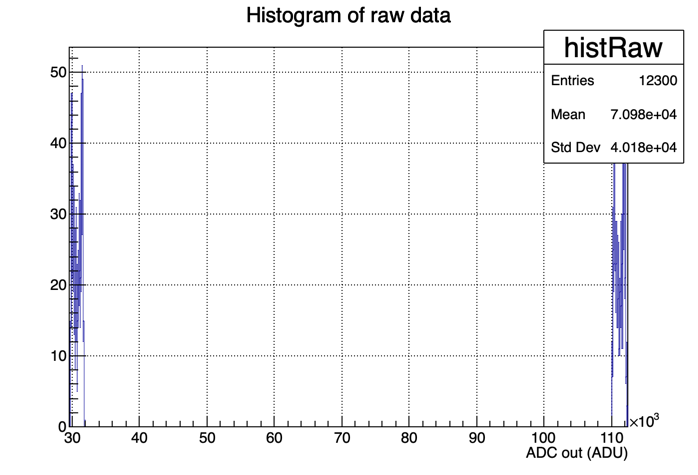 Histogram of raw data
histRaw
Entries 12300
Mean 7.098e+04
Std Dev 4.018e+04
50
40
30
20
10
0
30 40 50 60 70 80 90 100 110
×10³
ADC out (ADU)